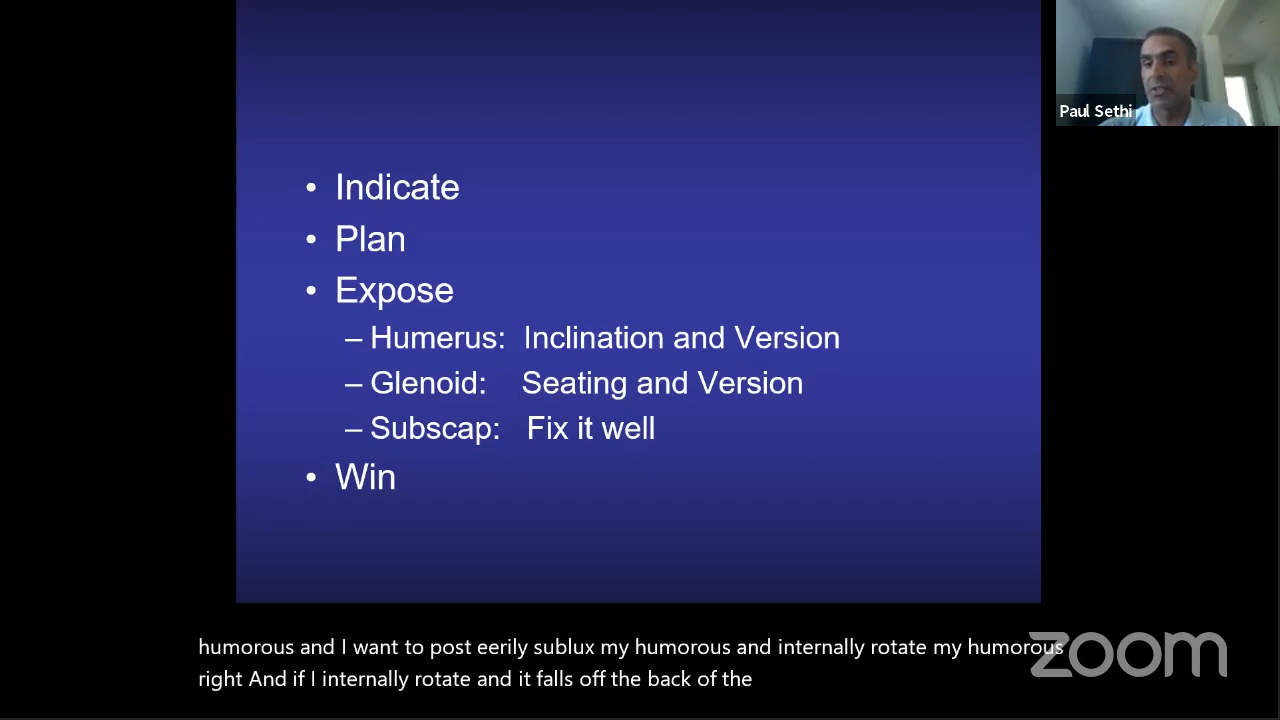 Paul Sethi
• Indicate
• Plan
• Expose
– Humerus: Inclination and Version
– Glenoid: Seating and Version
– Subscap: Fix it well
• Win
humorous and I want to post eerily sublux my humorous and internally rotate my humorous
right And if I internally rotate and it falls off the back of the
zoom